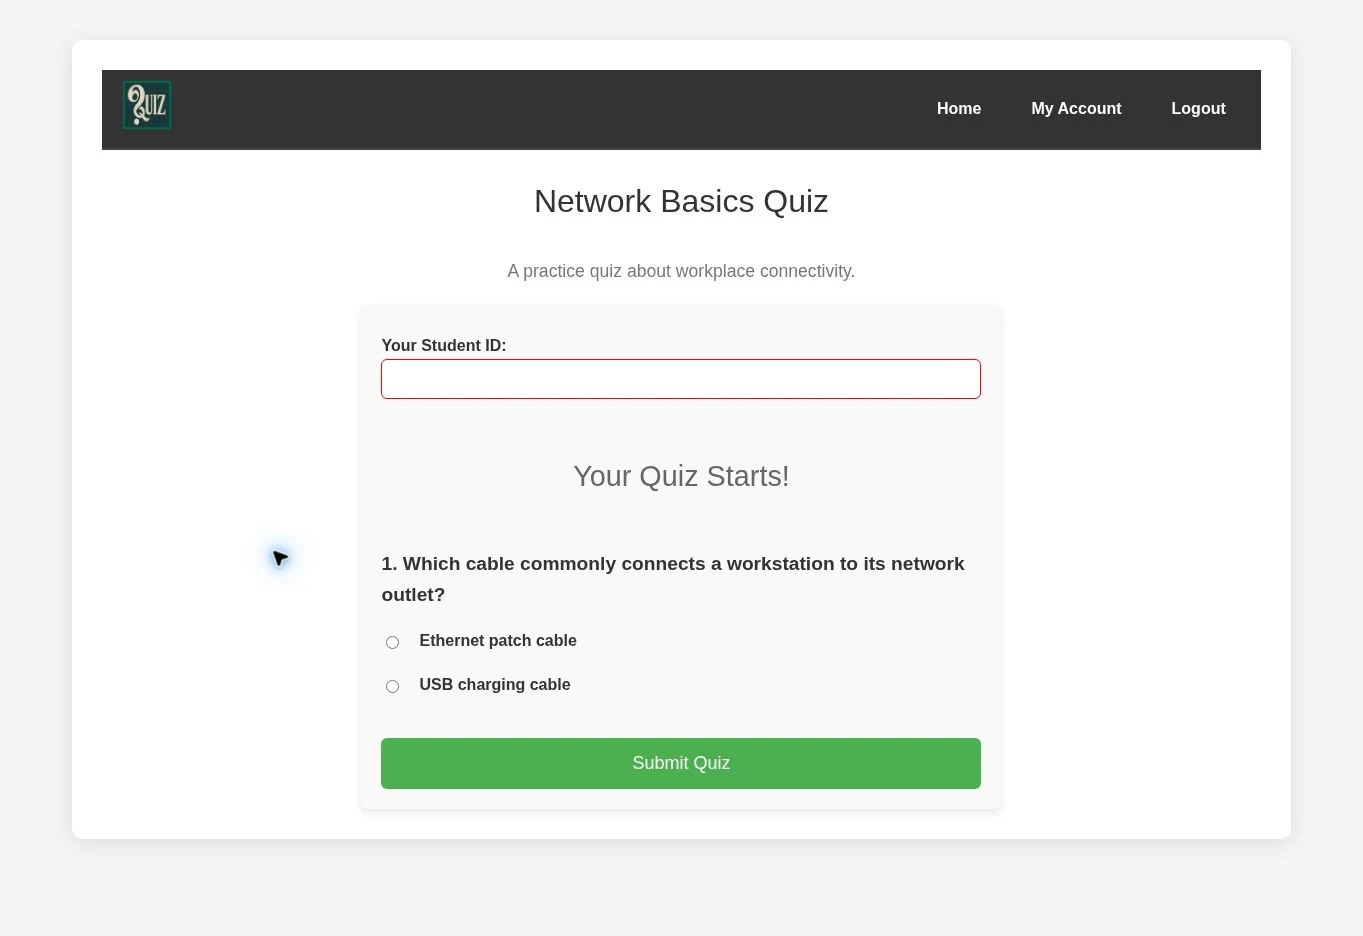 QUIZ
Home
My Account
Logout
Network Basics Quiz
A practice quiz about workplace connectivity.
Your Student ID:
Your Quiz Starts!
1. Which cable commonly connects a workstation to its network
outlet?
Ethernet patch cable
USB charging cable
Submit Quiz